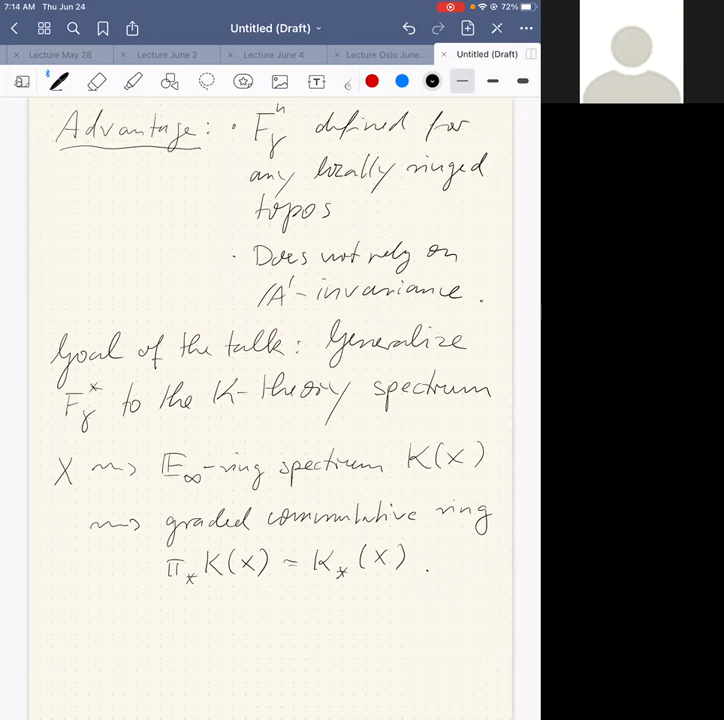 7:14 AM Thu Jun 24
72%
Untitled (Draft)
Lecture May 28
Lecture June 2
Lecture June 4
Lecture Oslo June...
Untitled (Draft)
Advantage: · F_γ^n defined for
any locally ringed
topos
· Does not rely on
A^1-invariance.
Goal of the talk: Generalize
F_γ^* to the K-theory spectrum
X ⇝ E_∞-ring spectrum K(X)
⇝ graded commutative ring
π_* K(X) = K_*(X).